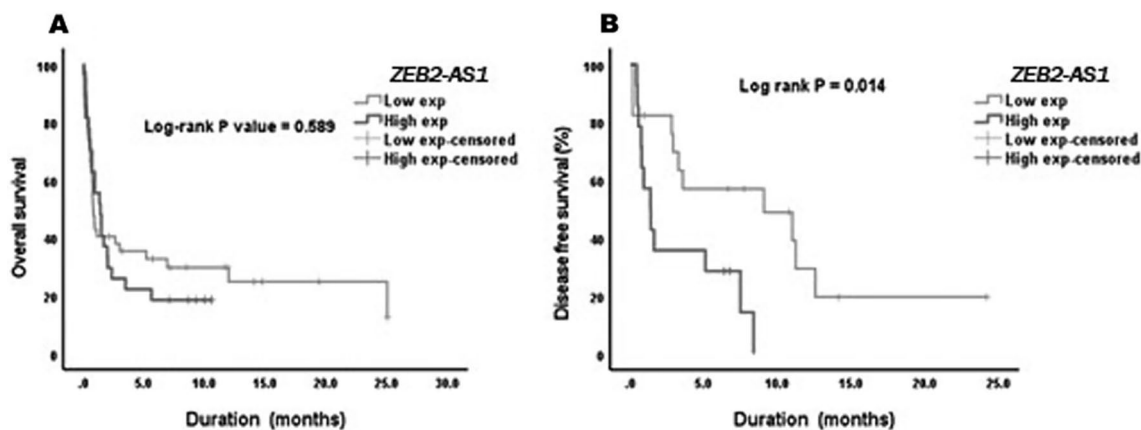 A
ZEB2-AS1
Low exp
High exp
Low exp-censored
High exp-censored
Log-rank P value = 0.589
Overall survival
100
80
60
40
20
0
.0 5.0 10.0 15.0 20.0 25.0 30.0
Duration (months)
B
ZEB2-AS1
Low exp
High exp
Low exp-censored
High exp-censored
Log rank P = 0.014
Disease free survival (%)
100
80
60
40
20
0
.0 5.0 10.0 15.0 20.0 25.0
Duration (months)